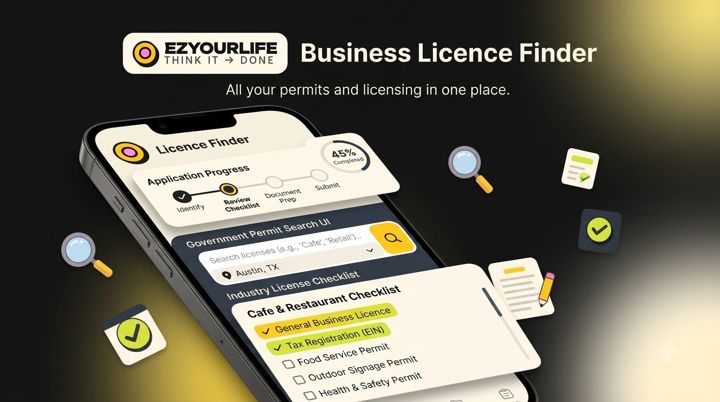 EZYOURLIFE
THINK IT → DONE
Business Licence Finder
All your permits and licensing in one place.
Licence Finder
Application Progress
45%
Completed
Identify
Review
Checklist
Document
Prep
Submit
Government Permit Search UI
Search licenses (e.g., 'Cafe', 'Retail')...
Austin, TX
Industry License Checklist
Cafe & Restaurant Checklist
General Business Licence
Tax Registration (EIN)
Food Service Permit
Outdoor Signage Permit
Health & Safety Permit